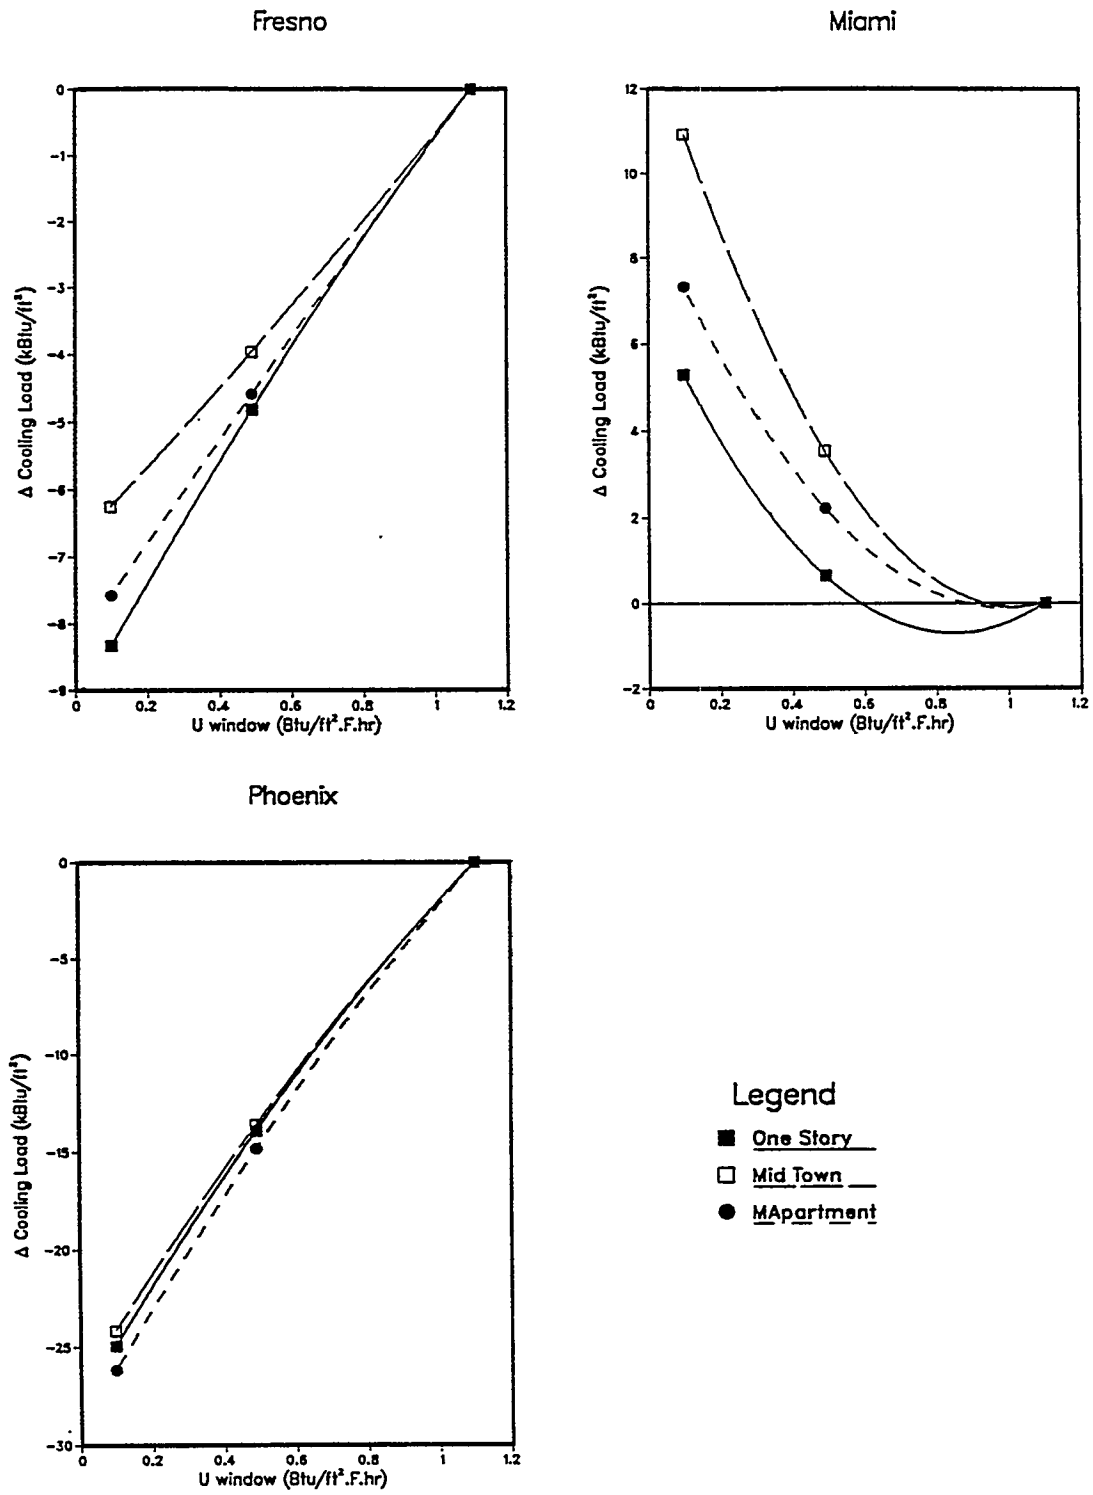 Fresno
0
-1
-2
-3
-4
-5
-6
-7
-8
-9
Δ Cooling Load (kBtu/ft²)
0 0.2 0.4 0.6 0.8 1 1.2
U window (Btu/ft².F.hr)
Miami
12
10
8
6
4
2
0
-2
Δ Cooling Load (kBtu/ft²)
0 0.2 0.4 0.6 0.8 1 1.2
U window (Btu/ft².F.hr)
Phoenix
0
-5
-10
-15
-20
-25
-30
Δ Cooling Load (kBtu/ft²)
0 0.2 0.4 0.6 0.8 1 1.2
U window (Btu/ft².F.hr)
Legend
One Story
Mid Town
MApartment